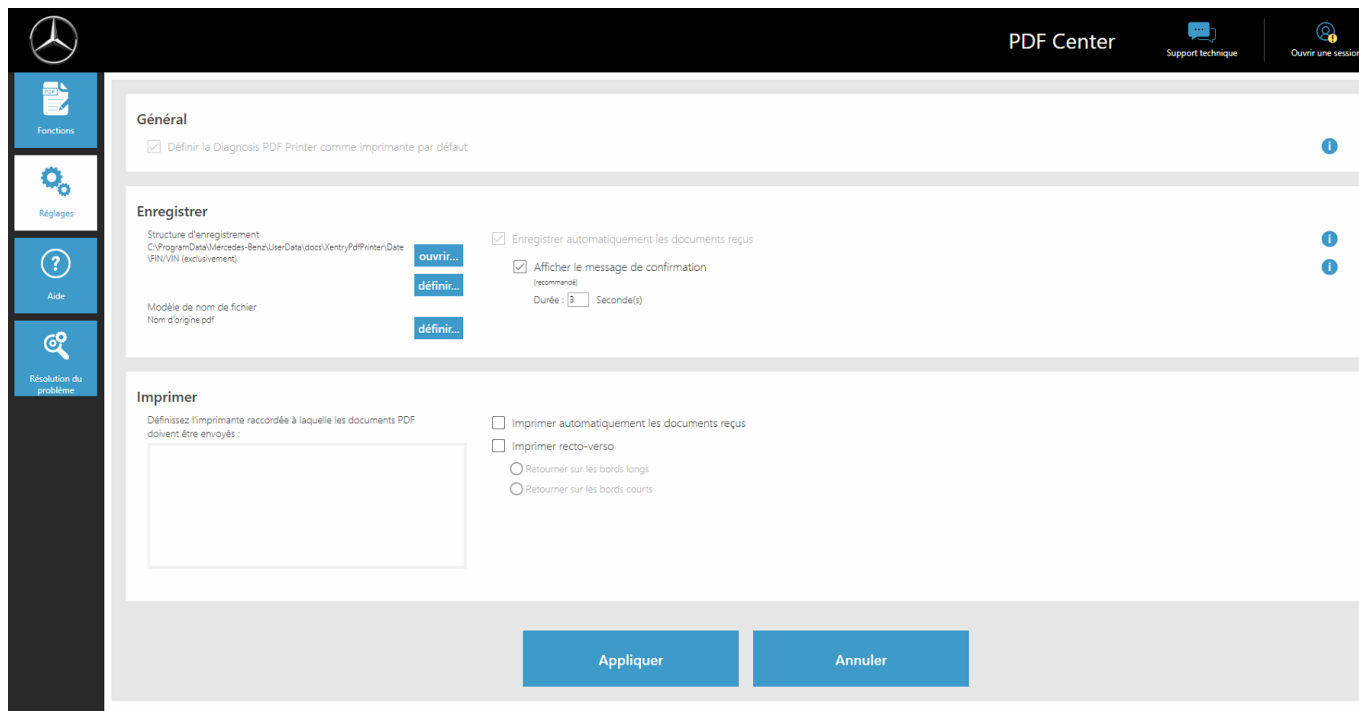 PDF Center
Support technique
Ouvrir une session
PDF
Fonctions
Réglages
Aide
Résolution du
problème
Général
Définir la Diagnosis PDF Printer comme imprimante par défaut
Enregistrer
Structure d'enregistrement
C:\ProgramData\Mercedes-Benz\UserData\docs\XentryPdfPrinter\Date
\FIN/VIN (exclusivement)
ouvrir...
définir...
Modèle de nom de fichier
Nom d'origine.pdf
définir...
Enregistrer automatiquement les documents reçus
Afficher le message de confirmation
(recommandé)
Durée : 3 Seconde(s)
Imprimer
Définissez l'imprimante raccordée à laquelle les documents PDF
doivent être envoyés :
Imprimer automatiquement les documents reçus
Imprimer recto-verso
Retourner sur les bords longs
Retourner sur les bords courts
Appliquer
Annuler